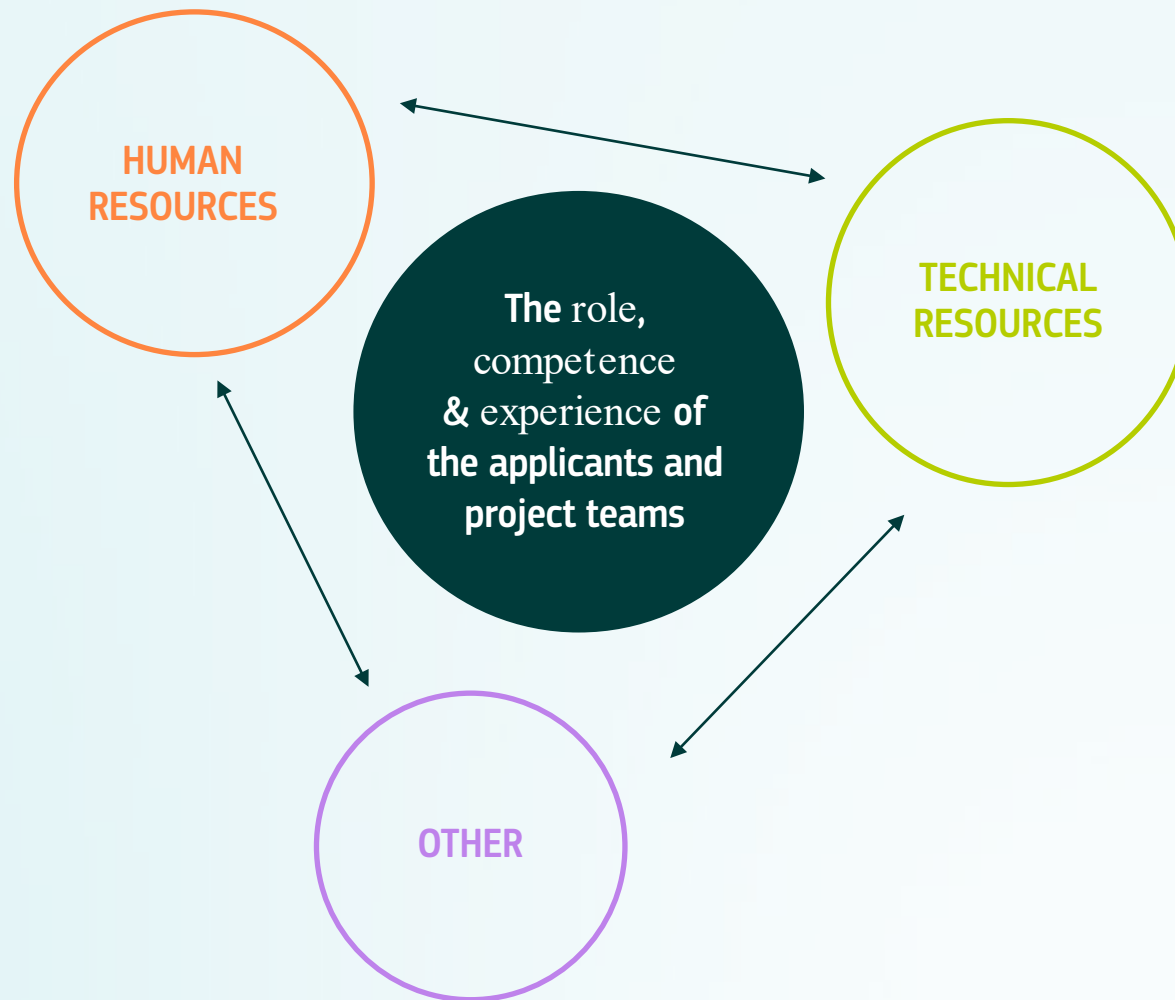 HUMAN
RESOURCES
TECHNICAL
RESOURCES
The role,
competence
& experience of
the applicants and
project teams
OTHER